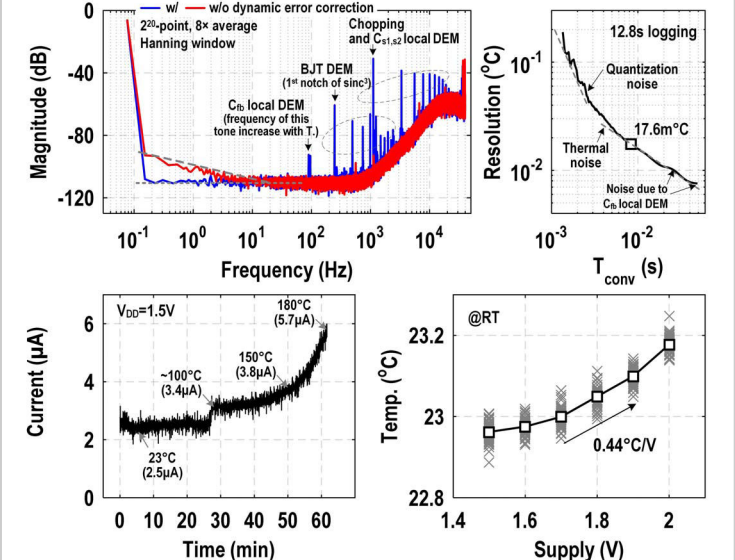 w/ w/o dynamic error correction
2²⁰-point, 8× average
Hanning window
Chopping
and Cs1,s2 local DEM
BJT DEM
(1st notch of sinc³)
Cfb local DEM
(frequency of this
tone increase with T.)
0
-40
-80
-120
Magnitude (dB)
10⁻¹ 10⁰ 10¹ 10² 10³ 10⁴
Frequency (Hz)
12.8s logging
Quantization
noise
17.6m°C
Thermal
noise
Noise due to
Cfb local DEM
10⁻¹
10⁻²
Resolution (°C)
10⁻³ 10⁻²
Tconv (s)
VDD=1.5V
180°C
(5.7µA)
150°C
(3.8µA)
~100°C
(3.4µA)
23°C
(2.5µA)
6
4
2
0
Current (µA)
0 10 20 30 40 50 60
Time (min)
@RT
0.44°C/V
23.2
23
22.8
Temp. (°C)
1.4 1.6 1.8 2
Supply (V)